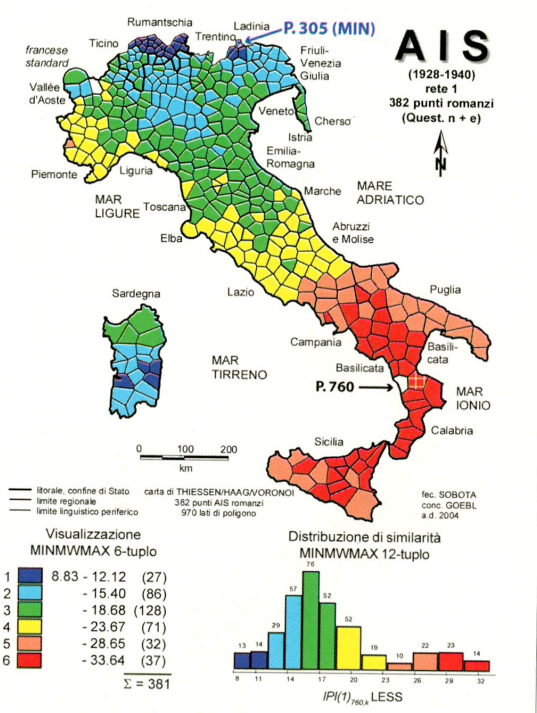 Rumantschia
Ladinia
P.305 (MIN)
Ticino
Trentino
francese
standard
Friuli-
Venezia
Giulia
Vallée
d'Aoste
Veneto
Cherso
Istria
Emilia-
Romagna
Piemonte
Liguria
MAR
LIGURE
Toscana
Marche
MARE
ADRIATICO
Elba
Abruzzi
e Molise
Lazio
Sardegna
Puglia
Campania
Basili-
cata
MAR
TIRRENO
Basilicata
P.760
MAR
IONIO
Calabria
Sicilia
AIS
(1928-1940)
rete 1
382 punti romanzi
(Quest. n + e)
N
0 100 200
km
litorale, confine di Stato
limite regionale
limite linguistico periferico
carta di THIESSEN/HAAG/VORONOI
382 punti AIS romanzi
970 lati di poligono
fec. SOBOTA
conc. GOEBL
a.d. 2004
Visualizzazione
MINMWMAX 6-tuplo
1 8.83 - 12.12 (27)
2 - 15.40 (86)
3 - 18.68 (128)
4 - 23.67 (71)
5 - 28.65 (32)
6 - 33.64 (37)
Σ = 381
Distribuzione di similarità
MINMWMAX 12-tuplo
13 14 29 57 76 52 52 19 10 22 23 14
8 11 14 17 20 23 26 29 32
IPI(1)760,k LESS